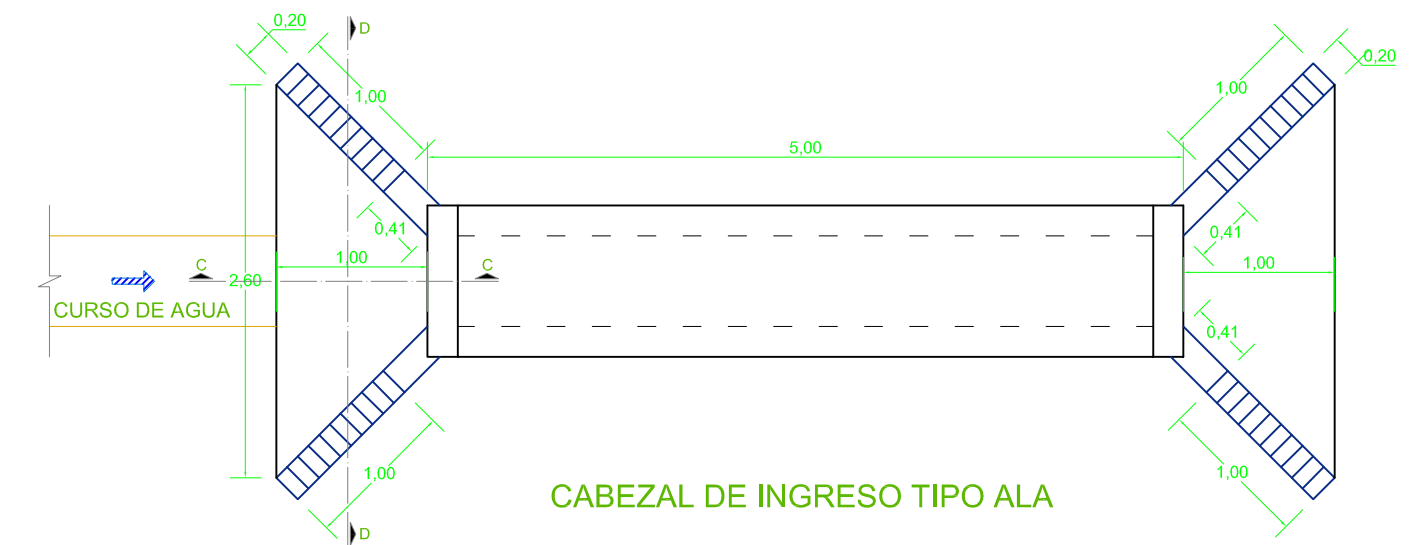 0,20
D
0,20
1,00
1,00
5,00
0,41
0,41
C
C
1,00
2,60
1,00
CURSO DE AGUA
0,41
1,00
1,00
CABEZAL DE INGRESO TIPO ALA
D